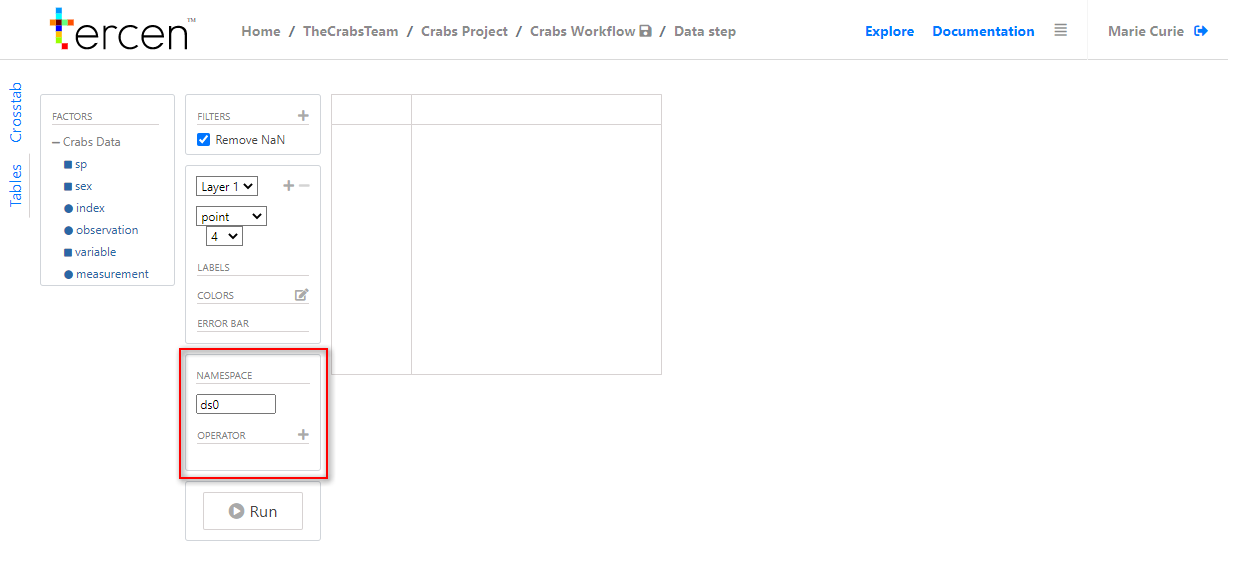 tercen™
Home / TheCrabsTeam / Crabs Project / Crabs Workflow / Data step
Explore Documentation
Marie Curie
Crosstab
Tables
FACTORS
Crabs Data
sp
sex
index
observation
variable
measurement
FILTERS +
Remove NaN
Layer 1 + −
point
4
LABELS
COLORS
ERROR BAR
NAMESPACE
ds0
OPERATOR +
Run